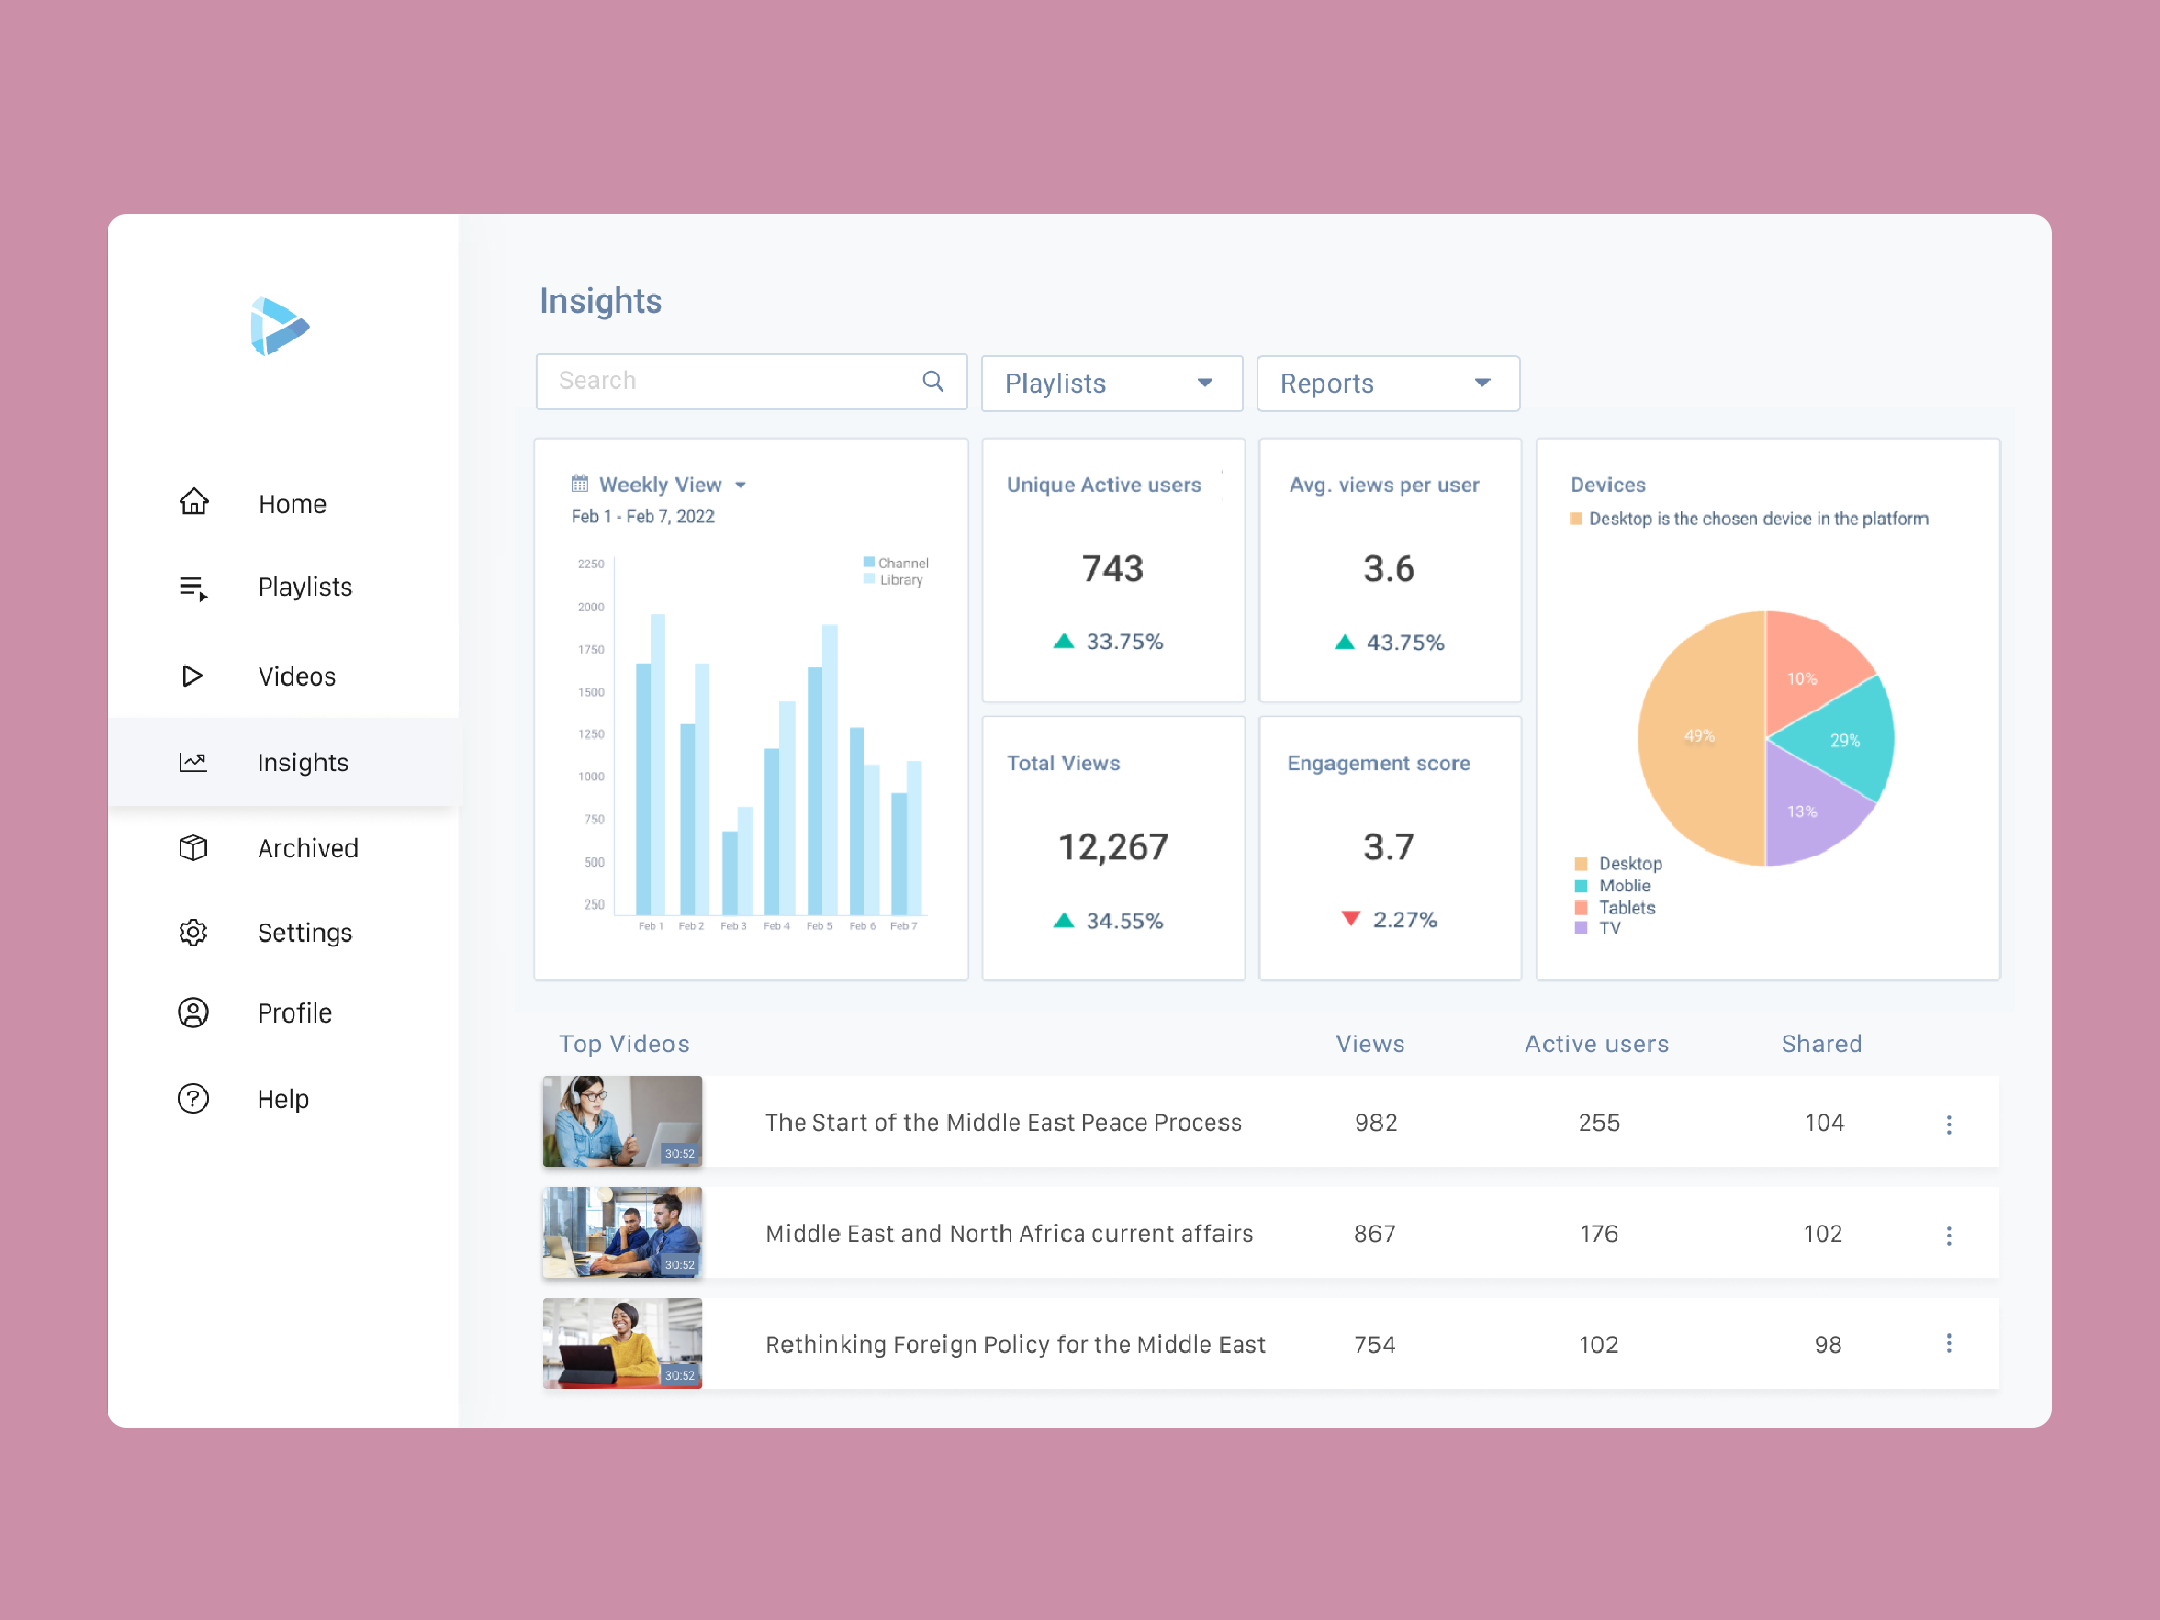 Home
Playlists
Videos
Insights
Archived
Settings
Profile
Help
Insights
Search
Playlists
Reports
Weekly View
Feb 1 - Feb 7, 2022
Channel
Library
2250
2000
1750
1500
1250
1000
750
500
250
Feb 1 Feb 2 Feb 3 Feb 4 Feb 5 Feb 6 Feb 7
Unique Active users
743
33.75%
Avg. views per user
3.6
43.75%
Total Views
12,267
34.55%
Engagement score
3.7
2.27%
Devices
Desktop is the chosen device in the platform
10%
49%
29%
13%
Desktop
Moblie
Tablets
TV
Top Videos Views Active users Shared
The Start of the Middle East Peace Process 982 255 104
30:52
Middle East and North Africa current affairs 867 176 102
30:52
Rethinking Foreign Policy for the Middle East 754 102 98
30:52